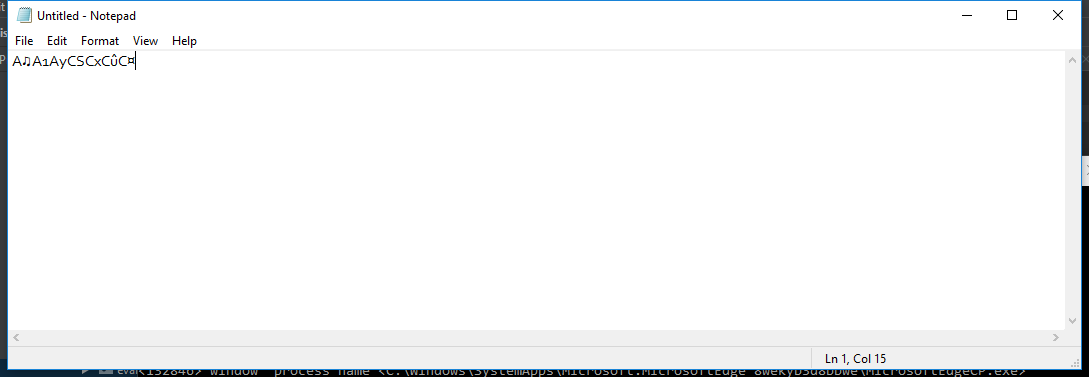 Untitled - Notepad
File Edit Format View Help
A♫A1AyCSCxCûC¤
Ln 1, Col 15
eval<132846> window process name <C:\Windows\SystemApps\Microsoft.MicrosoftEdge_8wekyb3d8bbwe\MicrosoftEdgeCP.exe>